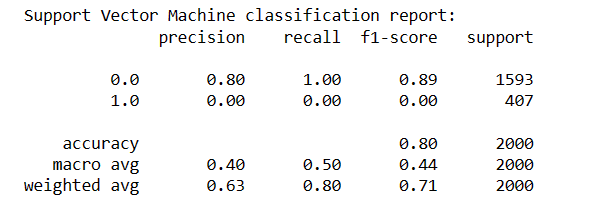 Support Vector Machine classification report:
precision recall f1-score support
0.0 0.80 1.00 0.89 1593
1.0 0.00 0.00 0.00 407
accuracy 0.80 2000
macro avg 0.40 0.50 0.44 2000
weighted avg 0.63 0.80 0.71 2000